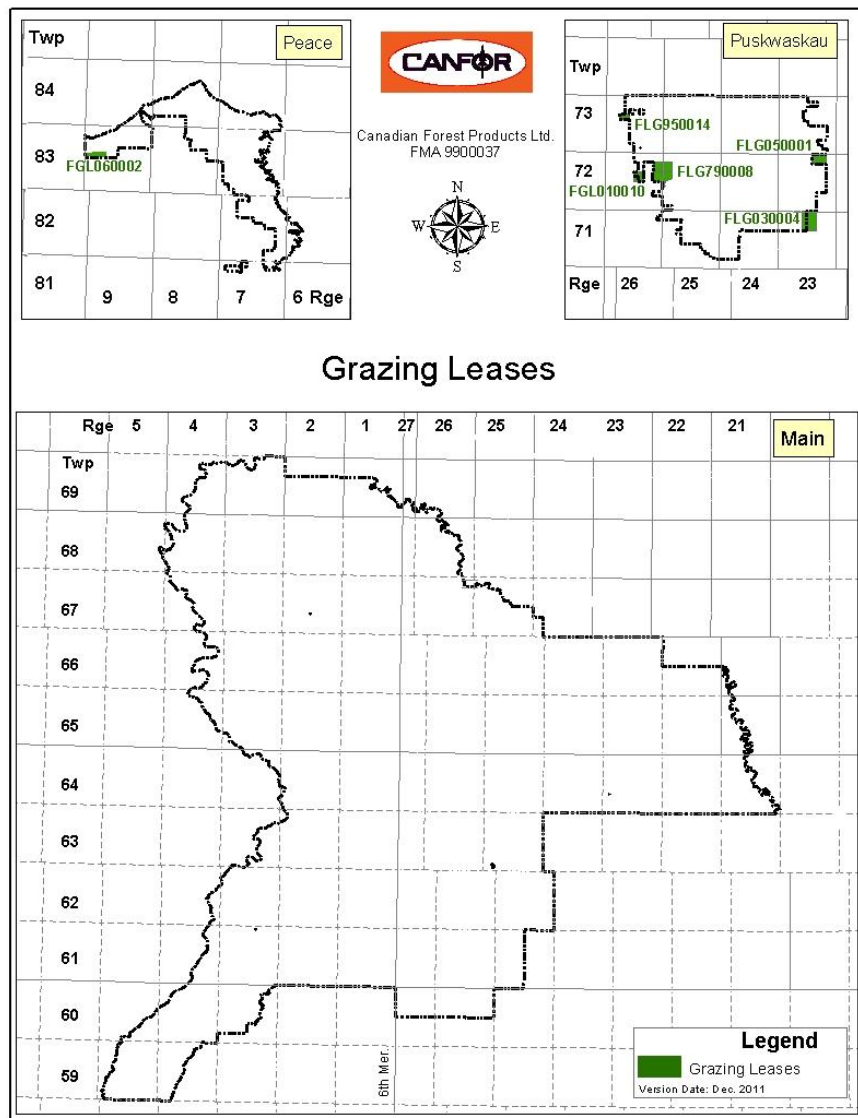 Twp
Peace
84
83
FGL060002
82
81
9 8 7 6 Rge
CANFOR
Canadian Forest Products Ltd.
FMA 9900037
N
W E
S
Puskwaskau
Twp
73
FLG950014
FLG050001
72
FLG790008
FGL010010
FLG030004
71
Rge 26 25 24 23
Grazing Leases
Rge 5 4 3 2 1 27 26 25 24 23 22 21
Main
Twp
69
68
67
66
65
64
63
62
61
60
59
6th Mer.
Legend
Grazing Leases
Version Date: Dec. 2011